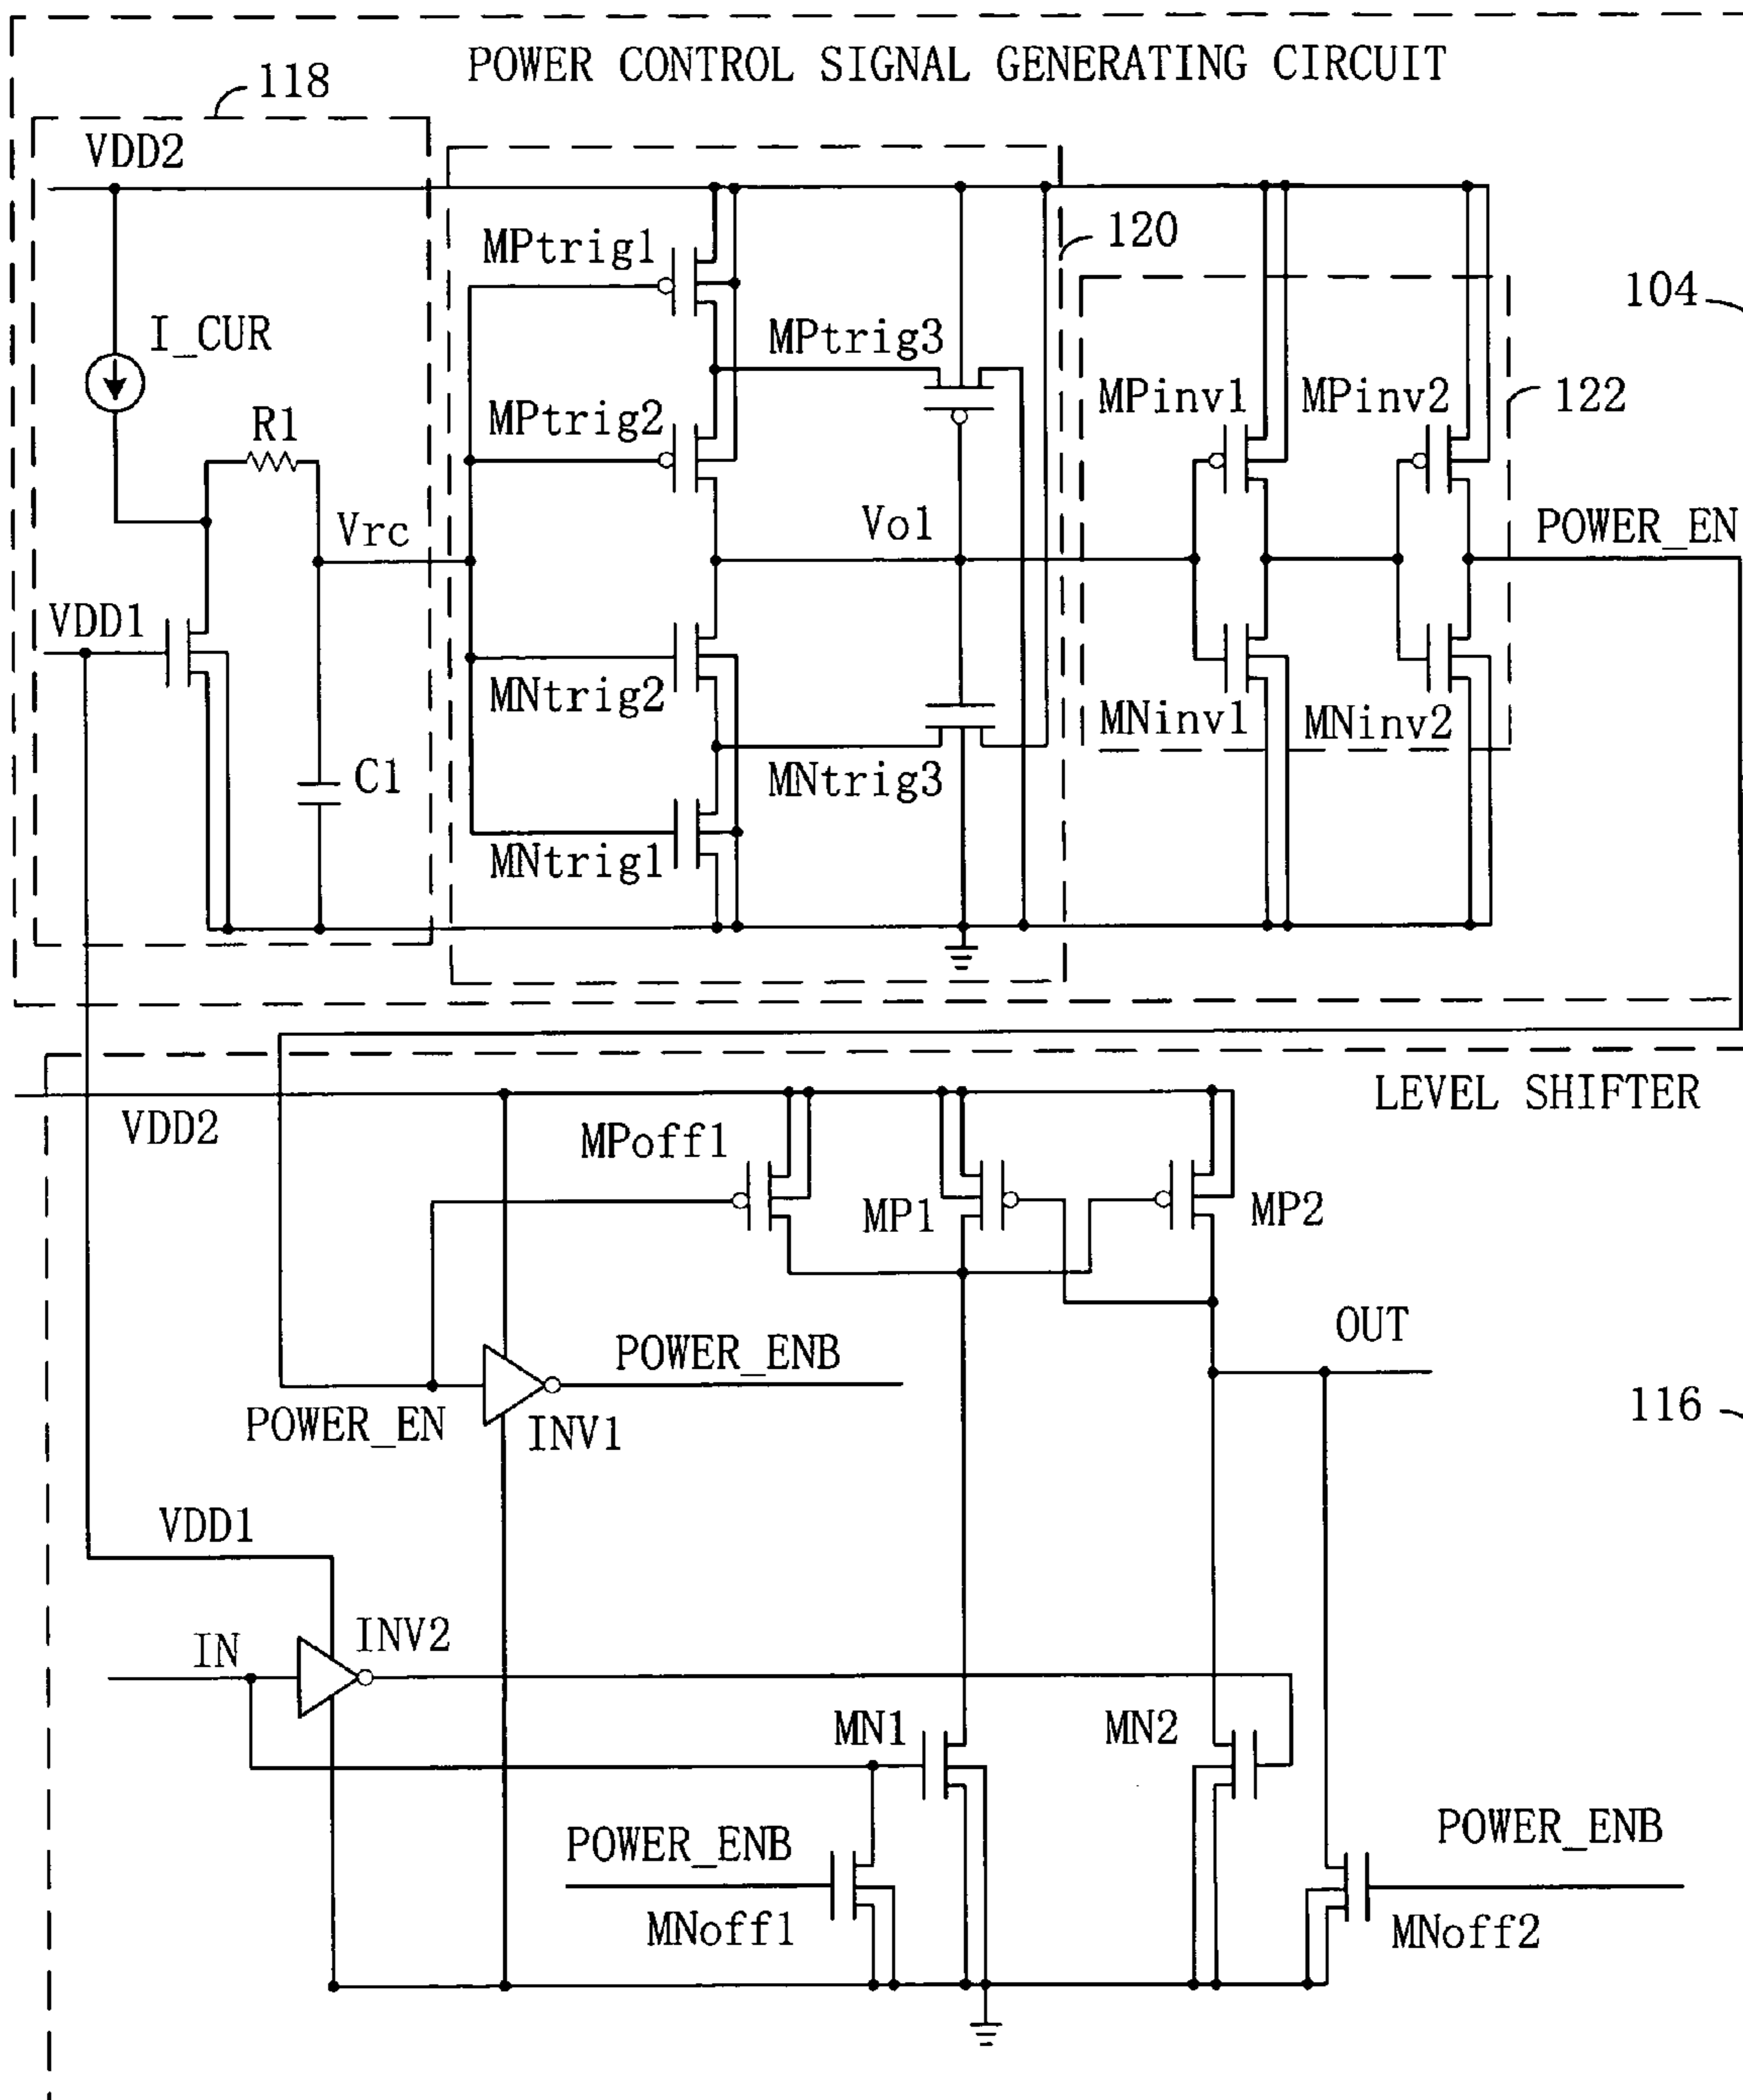 POWER CONTROL SIGNAL GENERATING CIRCUIT
118
VDD2
120
MPtrig1
104
I_CUR
MPtrig3
MPinv1
MPinv2
122
R1
MPtrig2
Vrc
Vo1
POWER_EN
VDD1
MNtrig2
MNinv1
MNinv2
C1
MNtrig3
MNtrig1
LEVEL SHIFTER
VDD2
MPoff1
MP1
MP2
OUT
POWER_ENB
116
POWER_EN
INV1
VDD1
IN
INV2
MN1
MN2
POWER_ENB
POWER_ENB
MNoff1
MNoff2